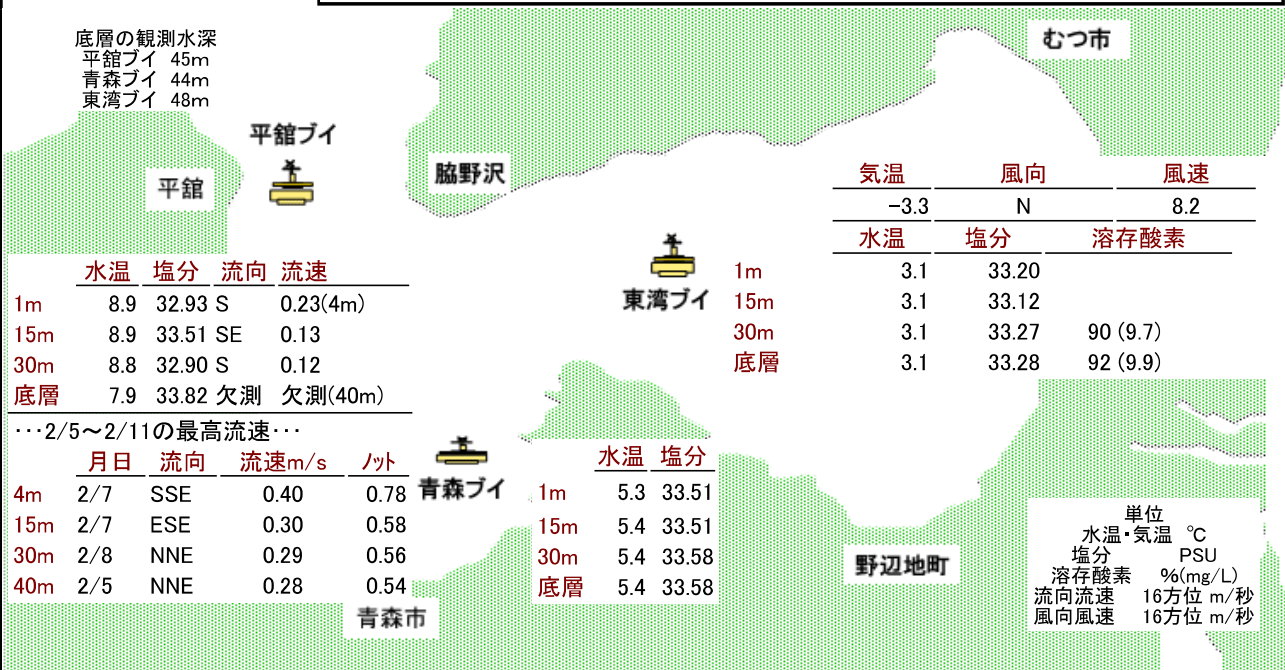 底層の観測水深
平舘ブイ 45m
青森ブイ 44m
東湾ブイ 48m
むつ市
平舘ブイ
脇野沢
平舘
気温 風向 風速
-3.3 N 8.2
水温 塩分 溶存酸素
1m 3.1 33.20
15m 3.1 33.12
30m 3.1 33.27 90 (9.7)
底層 3.1 33.28 92 (9.9)
東湾ブイ
水温 塩分 流向 流速
1m 8.9 32.93 S 0.23(4m)
15m 8.9 33.51 SE 0.13
30m 8.8 32.90 S 0.12
底層 7.9 33.82 欠測 欠測(40m)
···2/5～2/11の最高流速···
月日 流向 流速m/s ノット
4m 2/7 SSE 0.40 0.78
15m 2/7 ESE 0.30 0.58
30m 2/8 NNE 0.29 0.56
40m 2/5 NNE 0.28 0.54
青森ブイ
水温 塩分
1m 5.3 33.51
15m 5.4 33.51
30m 5.4 33.58
底層 5.4 33.58
青森市
野辺地町
単位
水温・気温 ℃
塩分 PSU
溶存酸素 %(mg/L)
流向流速 16方位 m/秒
風向風速 16方位 m/秒